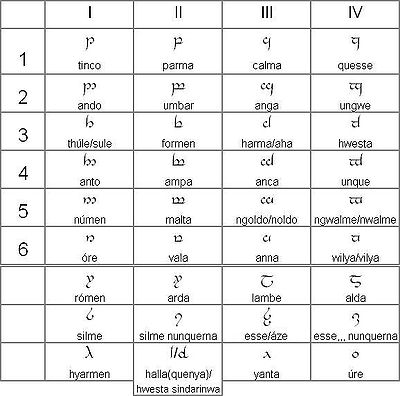 I II III IV
1
tinco parma calma quesse
2
ando umbar anga ungwe
3
thúle/sule formen harma/aha hwesta
4
anto ampa anca unque
5
númen malta ngoldo/noldo ngwalme/nwalme
6
óre vala anna wilya/vilya
rómen arda lambe alda
silme silme nunquerna esse/áze esse,,, nunquerna
hyarmen halla(quenya)/ yanta úre
hwesta sindarinwa